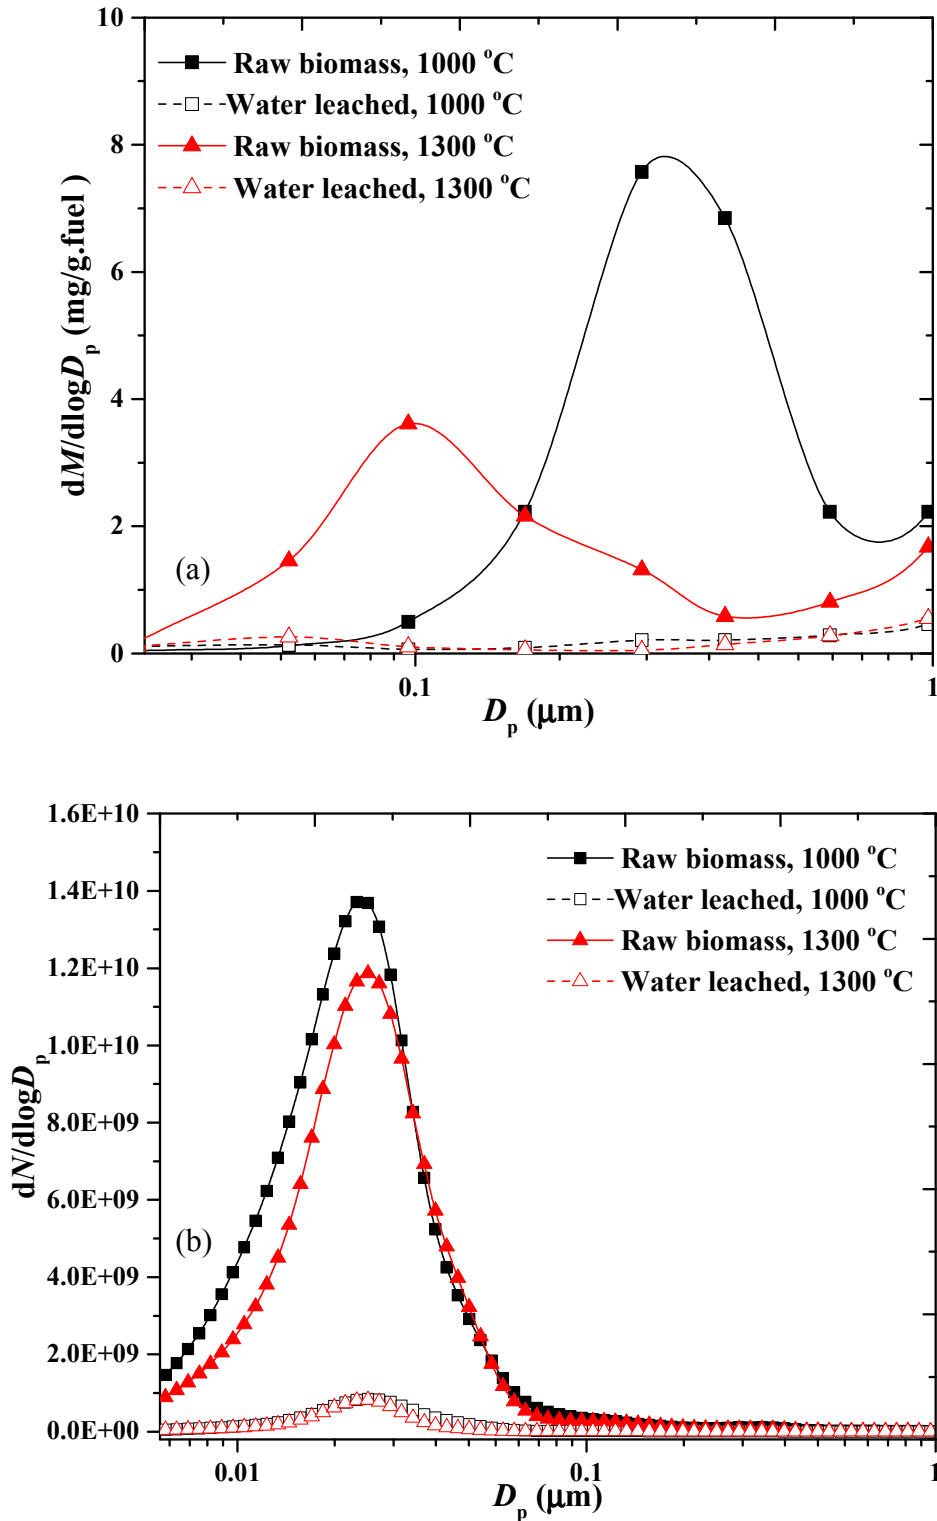 10
8
6
4
2
0
dM/dlogDp (mg/g.fuel )
Raw biomass, 1000 °C
Water leached, 1000 °C
Raw biomass, 1300 °C
Water leached, 1300 °C
(a)
0.1
1
Dp (μm)
1.6E+10
1.4E+10
1.2E+10
1.0E+10
8.0E+09
6.0E+09
4.0E+09
2.0E+09
0.0E+00
dN/dlogDp
Raw biomass, 1000 °C
Water leached, 1000 °C
Raw biomass, 1300 °C
Water leached, 1300 °C
(b)
0.01
0.1
1
Dp (μm)